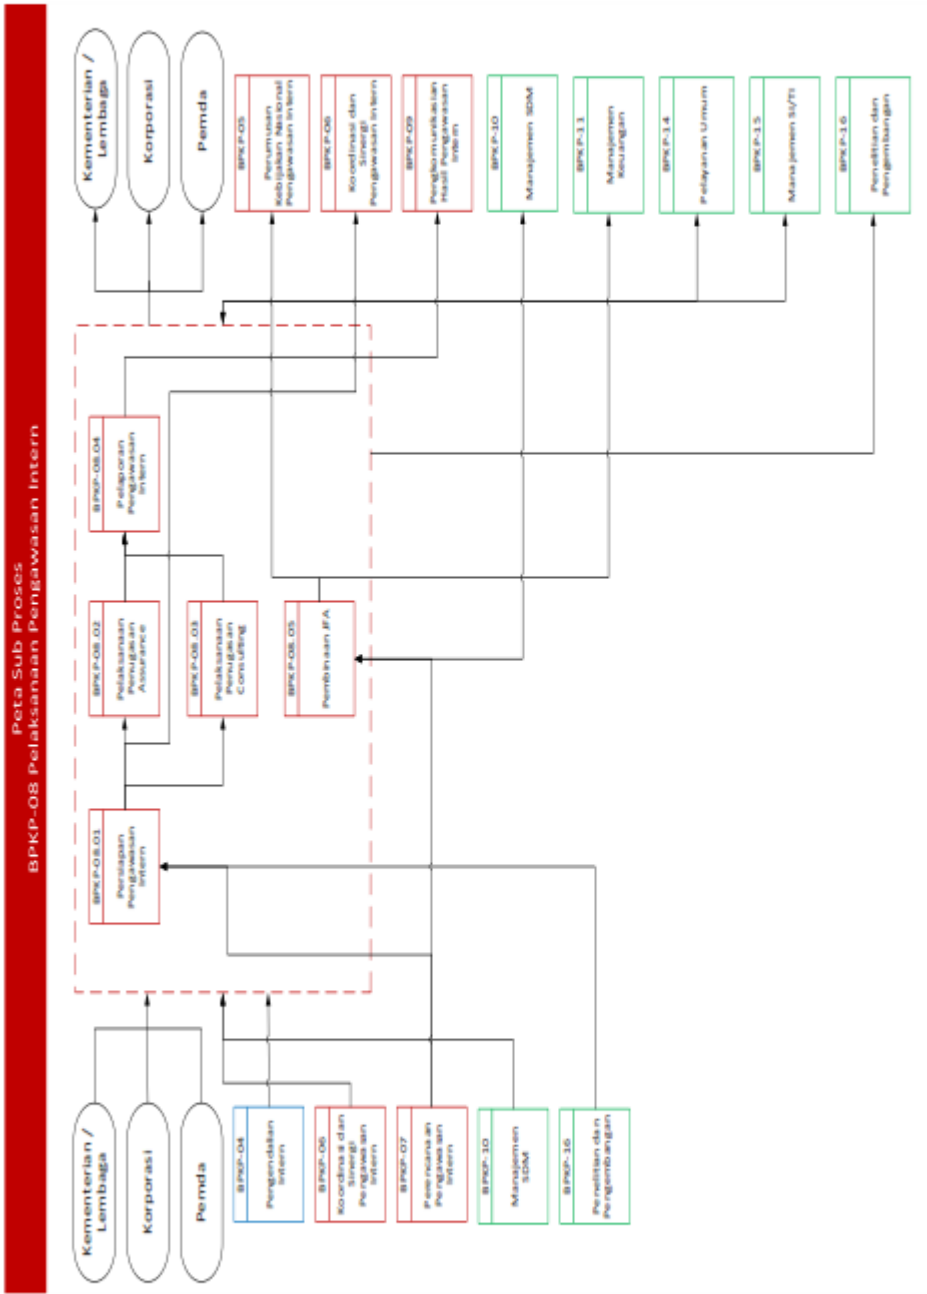 Peta Sub Proses
BPKP-08 Pelaksanaan Pengawasan Intern
Kementerian /
Lembaga
Korporasi
Pemda
BPKP-04
Pengendalian
Intern
BPKP-06
Koordinasi dan
Sinergi
Pengawasan
Intern
BPKP-07
Perencanaan
Pengawasan
Intern
BPKP-10
Manajemen
SDM
BPKP-16
Penelitian dan
Pengembangan
BPKP-08.01
Persiapan
Pengawasan
Intern
BPKP-08.02
Pelaksanaan
Penugasan
Assurance
BPKP-08.03
Pelaksanaan
Penugasan
Consulting
BPKP-08.05
Pembinaan JFA
BPKP-08.04
Pelaporan
Pengawasan
Intern
Kementerian /
Lembaga
Korporasi
Pemda
BPKP-05
Perumusan
Kebijakan Nasional
Pengawasan Intern
BPKP-06
Koordinasi dan
Sinergi
Pengawasan Intern
BPKP-09
Pengkomunikasian
Hasil Pengawasan
Intern
BPKP-10
Manajemen SDM
BPKP-11
Manajemen
Keuangan
BPKP-14
Pelayanan Umum
BPKP-15
Manajemen SI/TI
BPKP-16
Penelitian dan
Pengembangan